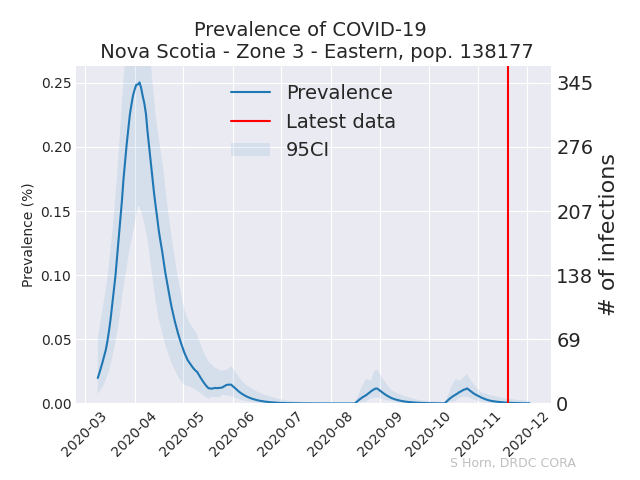 Prevalence of COVID-19
Nova Scotia - Zone 3 - Eastern, pop. 138177
Prevalence
Latest data
95CI
Prevalence (%)
0.25
0.20
0.15
0.10
0.05
0.00
345
276
207
138
69
0
# of infections
2020-03
2020-04
2020-05
2020-06
2020-07
2020-08
2020-09
2020-10
2020-11
2020-12
S Horn, DRDC CORA